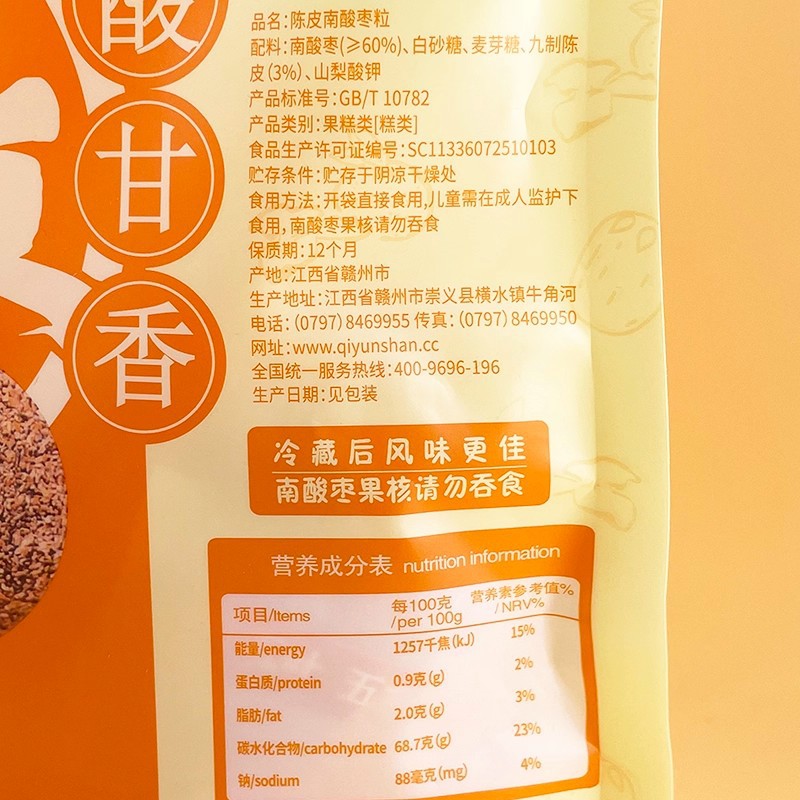 酸
甘
香
品名：陈皮南酸枣粒
配料：南酸枣(≥60%)、白砂糖、麦芽糖、九制陈
皮(3%)、山梨酸钾
产品标准号：GB/T 10782
产品类别：果糕类[糕类]
食品生产许可证编号：SC11336072510103
贮存条件：贮存于阴凉干燥处
食用方法：开袋直接食用，儿童需在成人监护下
食用，南酸枣果核请勿吞食
保质期：12个月
产地：江西省赣州市
生产地址：江西省赣州市崇义县横水镇牛角河
电话：(0797) 8469955 传真：(0797) 8469950
网址：www.qiyunshan.cc
全国统一服务热线：400-9696-196
生产日期：见包装
冷藏后风味更佳
南酸枣果核请勿吞食
营养成分表 nutrition information
项目/Items 每100克/per 100g 营养素参考值%/NRV%
能量/energy 1257千焦(kJ) 15%
蛋白质/protein 0.9克(g) 2%
脂肪/fat 2.0克(g) 3%
碳水化合物/carbohydrate 68.7克(g) 23%
钠/sodium 88毫克(mg) 4%